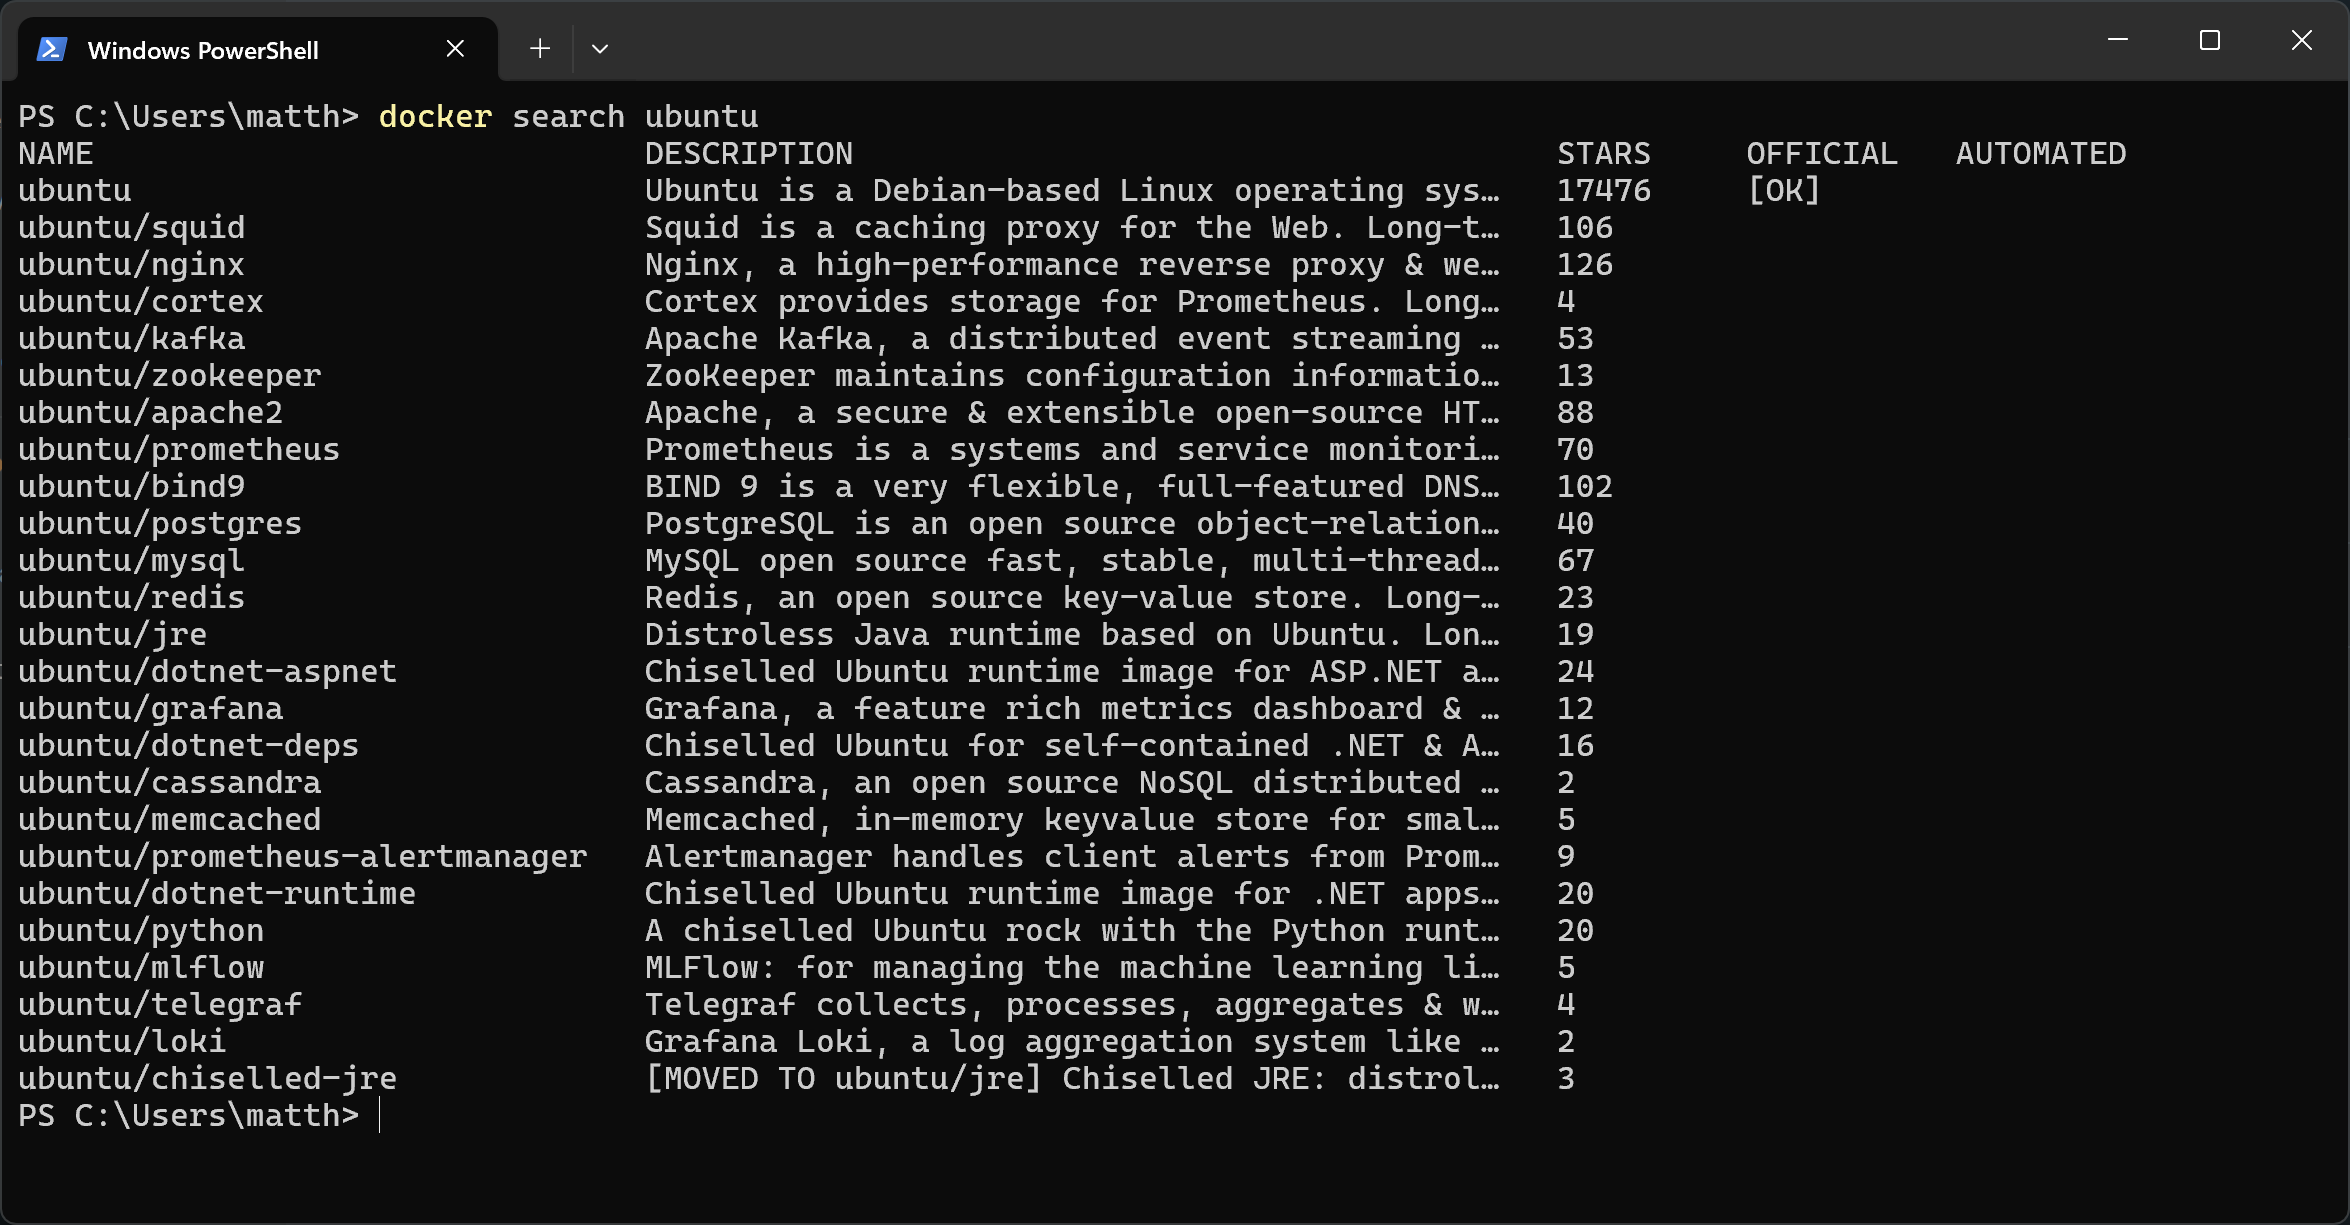 Windows PowerShell
PS C:\Users\matth> docker search ubuntu
NAME                             DESCRIPTION                                     STARS     OFFICIAL   AUTOMATED
ubuntu                           Ubuntu is a Debian-based Linux operating sys…   17476     [OK]
ubuntu/squid                     Squid is a caching proxy for the Web. Long-t…   106
ubuntu/nginx                     Nginx, a high-performance reverse proxy & we…   126
ubuntu/cortex                    Cortex provides storage for Prometheus. Long…   4
ubuntu/kafka                     Apache Kafka, a distributed event streaming …   53
ubuntu/zookeeper                 ZooKeeper maintains configuration informatio…   13
ubuntu/apache2                   Apache, a secure & extensible open-source HT…   88
ubuntu/prometheus                Prometheus is a systems and service monitori…   70
ubuntu/bind9                     BIND 9 is a very flexible, full-featured DNS…   102
ubuntu/postgres                  PostgreSQL is an open source object-relation…   40
ubuntu/mysql                     MySQL open source fast, stable, multi-thread…   67
ubuntu/redis                     Redis, an open source key-value store. Long-…   23
ubuntu/jre                       Distroless Java runtime based on Ubuntu. Lon…   19
ubuntu/dotnet-aspnet             Chiselled Ubuntu runtime image for ASP.NET a…   24
ubuntu/grafana                   Grafana, a feature rich metrics dashboard & …   12
ubuntu/dotnet-deps               Chiselled Ubuntu for self-contained .NET & A…   16
ubuntu/cassandra                 Cassandra, an open source NoSQL distributed …   2
ubuntu/memcached                 Memcached, in-memory keyvalue store for smal…   5
ubuntu/prometheus-alertmanager   Alertmanager handles client alerts from Prom…   9
ubuntu/dotnet-runtime            Chiselled Ubuntu runtime image for .NET apps…   20
ubuntu/python                    A chiselled Ubuntu rock with the Python runt…   20
ubuntu/mlflow                    MLFlow: for managing the machine learning li…   5
ubuntu/telegraf                  Telegraf collects, processes, aggregates & w…   4
ubuntu/loki                      Grafana Loki, a log aggregation system like …   2
ubuntu/chiselled-jre             [MOVED TO ubuntu/jre] Chiselled JRE: distrol…   3
PS C:\Users\matth>